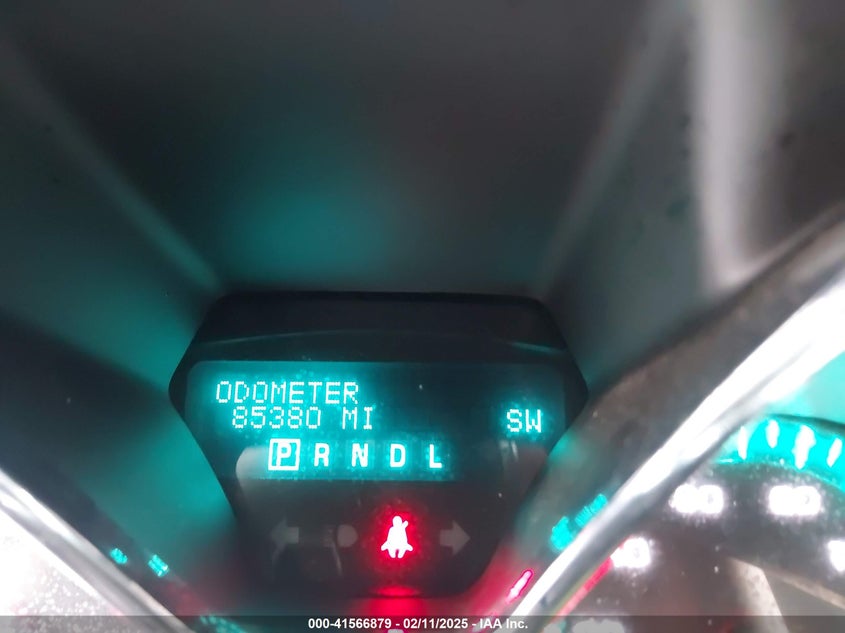 ODOMETER
85380 MI SW
P R N D L
000-41566879 - 02/11/2025 - IAA Inc.